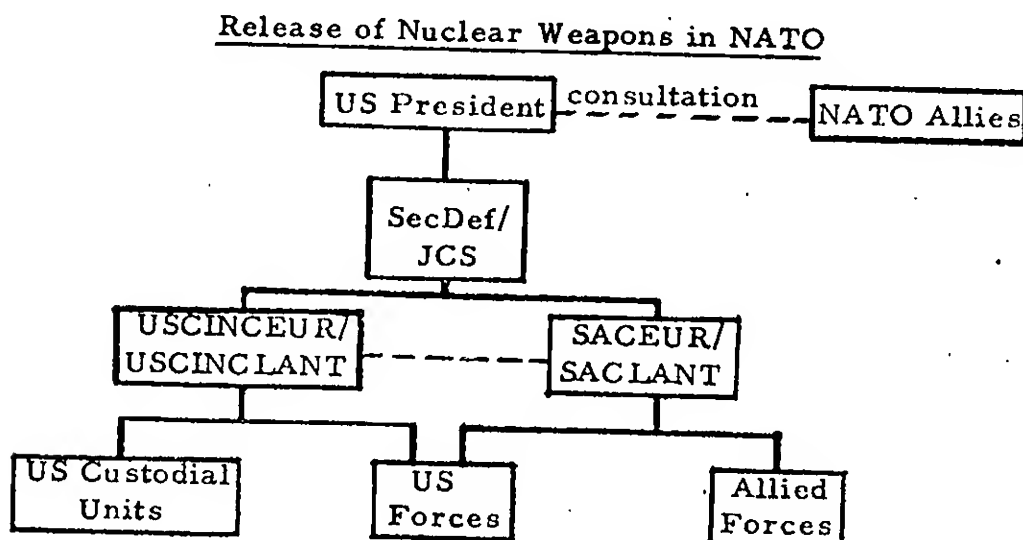 Release of Nuclear Weapons in NATO
US President
consultation
NATO Allies
SecDef/
JCS
USCINCEUR/
USCINCLANT
SACEUR/
SACLANT
US Custodial
Units
US
Forces
Allied
Forces